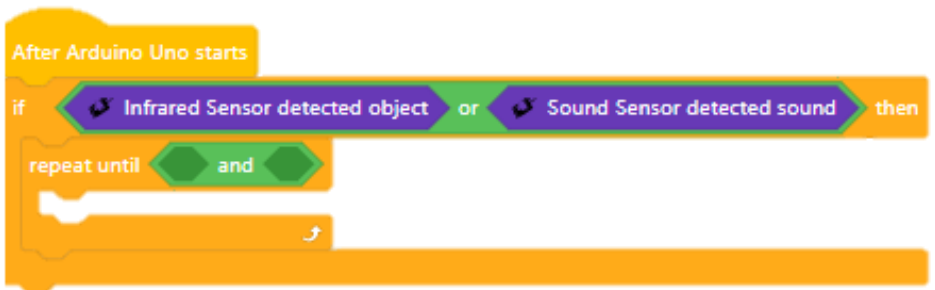 After Arduino Uno starts
if Infrared Sensor detected object or Sound Sensor detected sound then
repeat until and